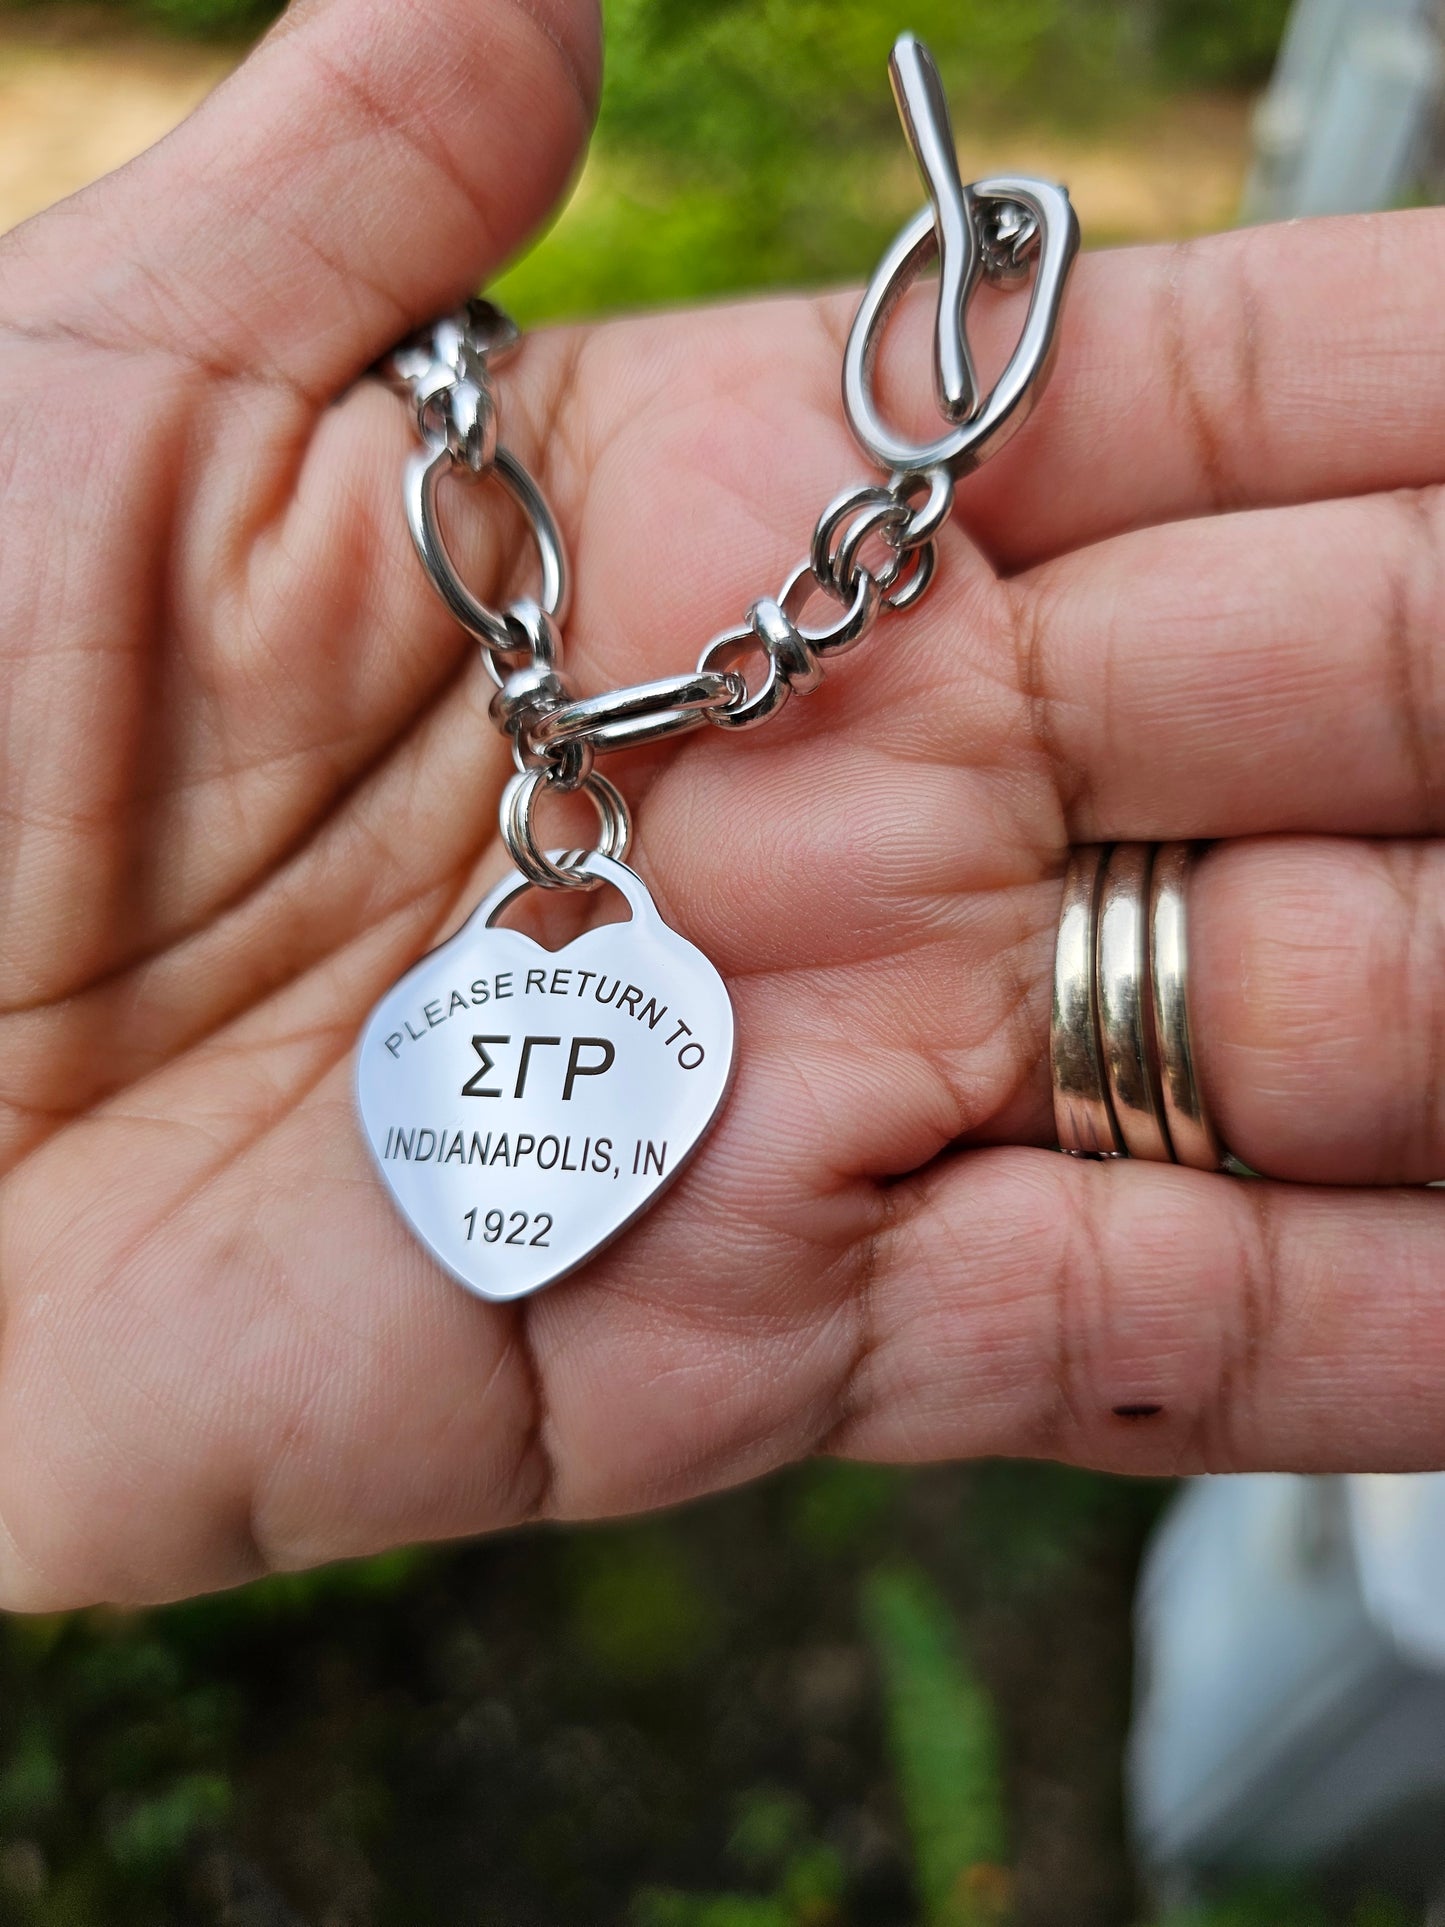 PLEASE RETURN TO
ΣΓΡ
INDIANAPOLIS, IN
1922